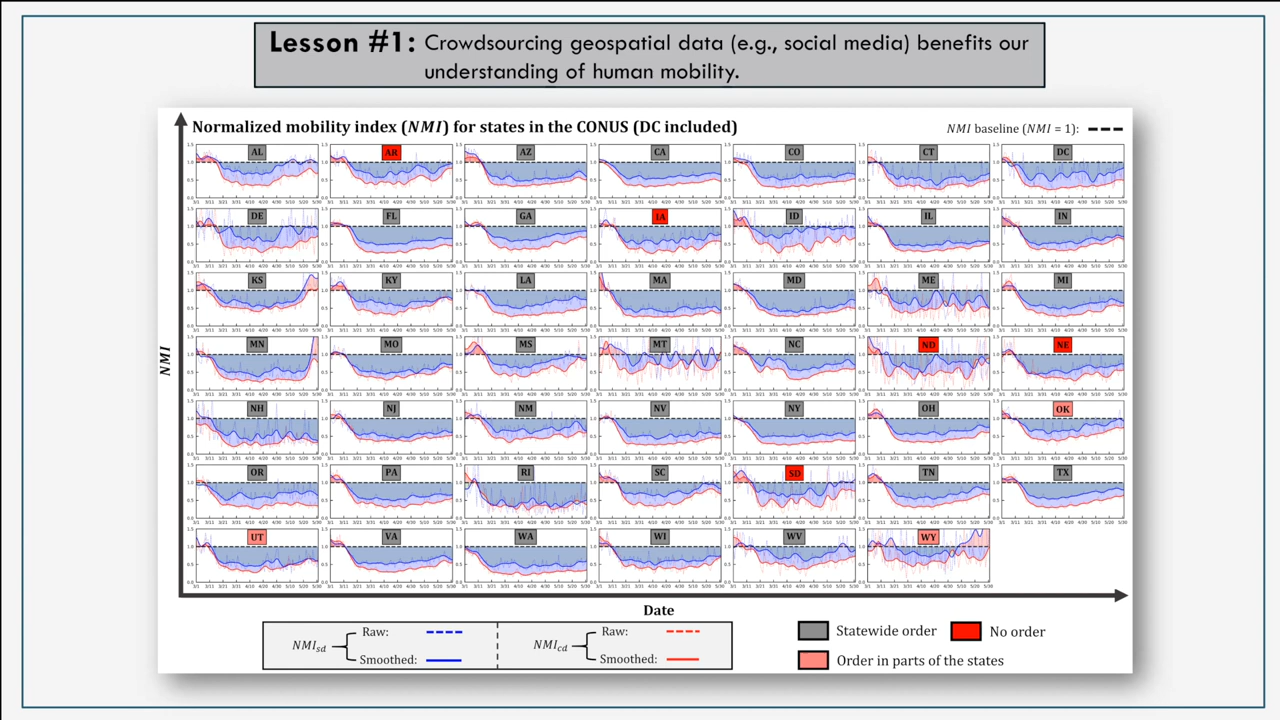 Lesson #1: Crowdsourcing geospatial data (e.g., social media) benefits our
understanding of human mobility.
Normalized mobility index (NMI) for states in the CONUS (DC included)
NMI baseline (NMI = 1):
AL AR AZ CA CO CT DC
DE FL GA IA ID IL IN
KS KY LA MA MD ME MI
MN MO MS MT NC ND NE
NH NJ NM NV NY OH OK
OR PA RI SC SD TN TX
UT VA WA WI WV WY
NMI
Date
NMIsd Raw: Smoothed:
NMIcd Raw: Smoothed:
Statewide order
No order
Order in parts of the states